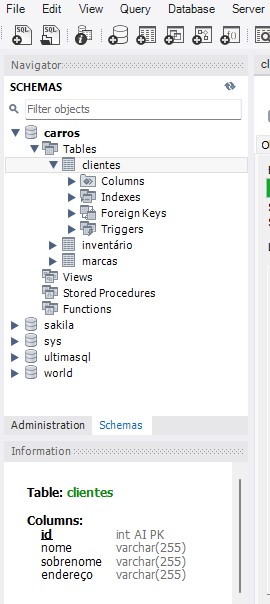 File Edit View Query Database Server
Navigator
SCHEMAS
Filter objects
carros
Tables
clientes
Columns
Indexes
Foreign Keys
Triggers
inventário
marcas
Views
Stored Procedures
Functions
sakila
sys
ultimasql
world
Administration Schemas
Information
Table: clientes
Columns:
id int AI PK
nome varchar(255)
sobrenome varchar(255)
endereço varchar(255)